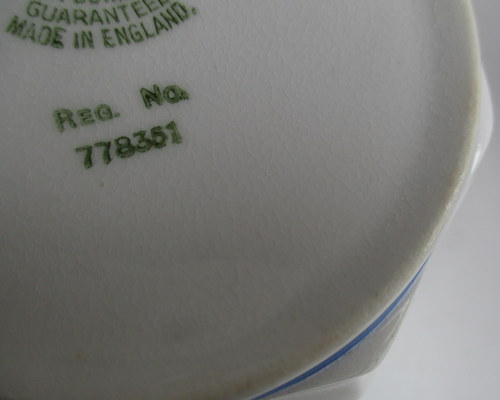 GUARANTEED.
MADE IN ENGLAND.
REG. No.
778351